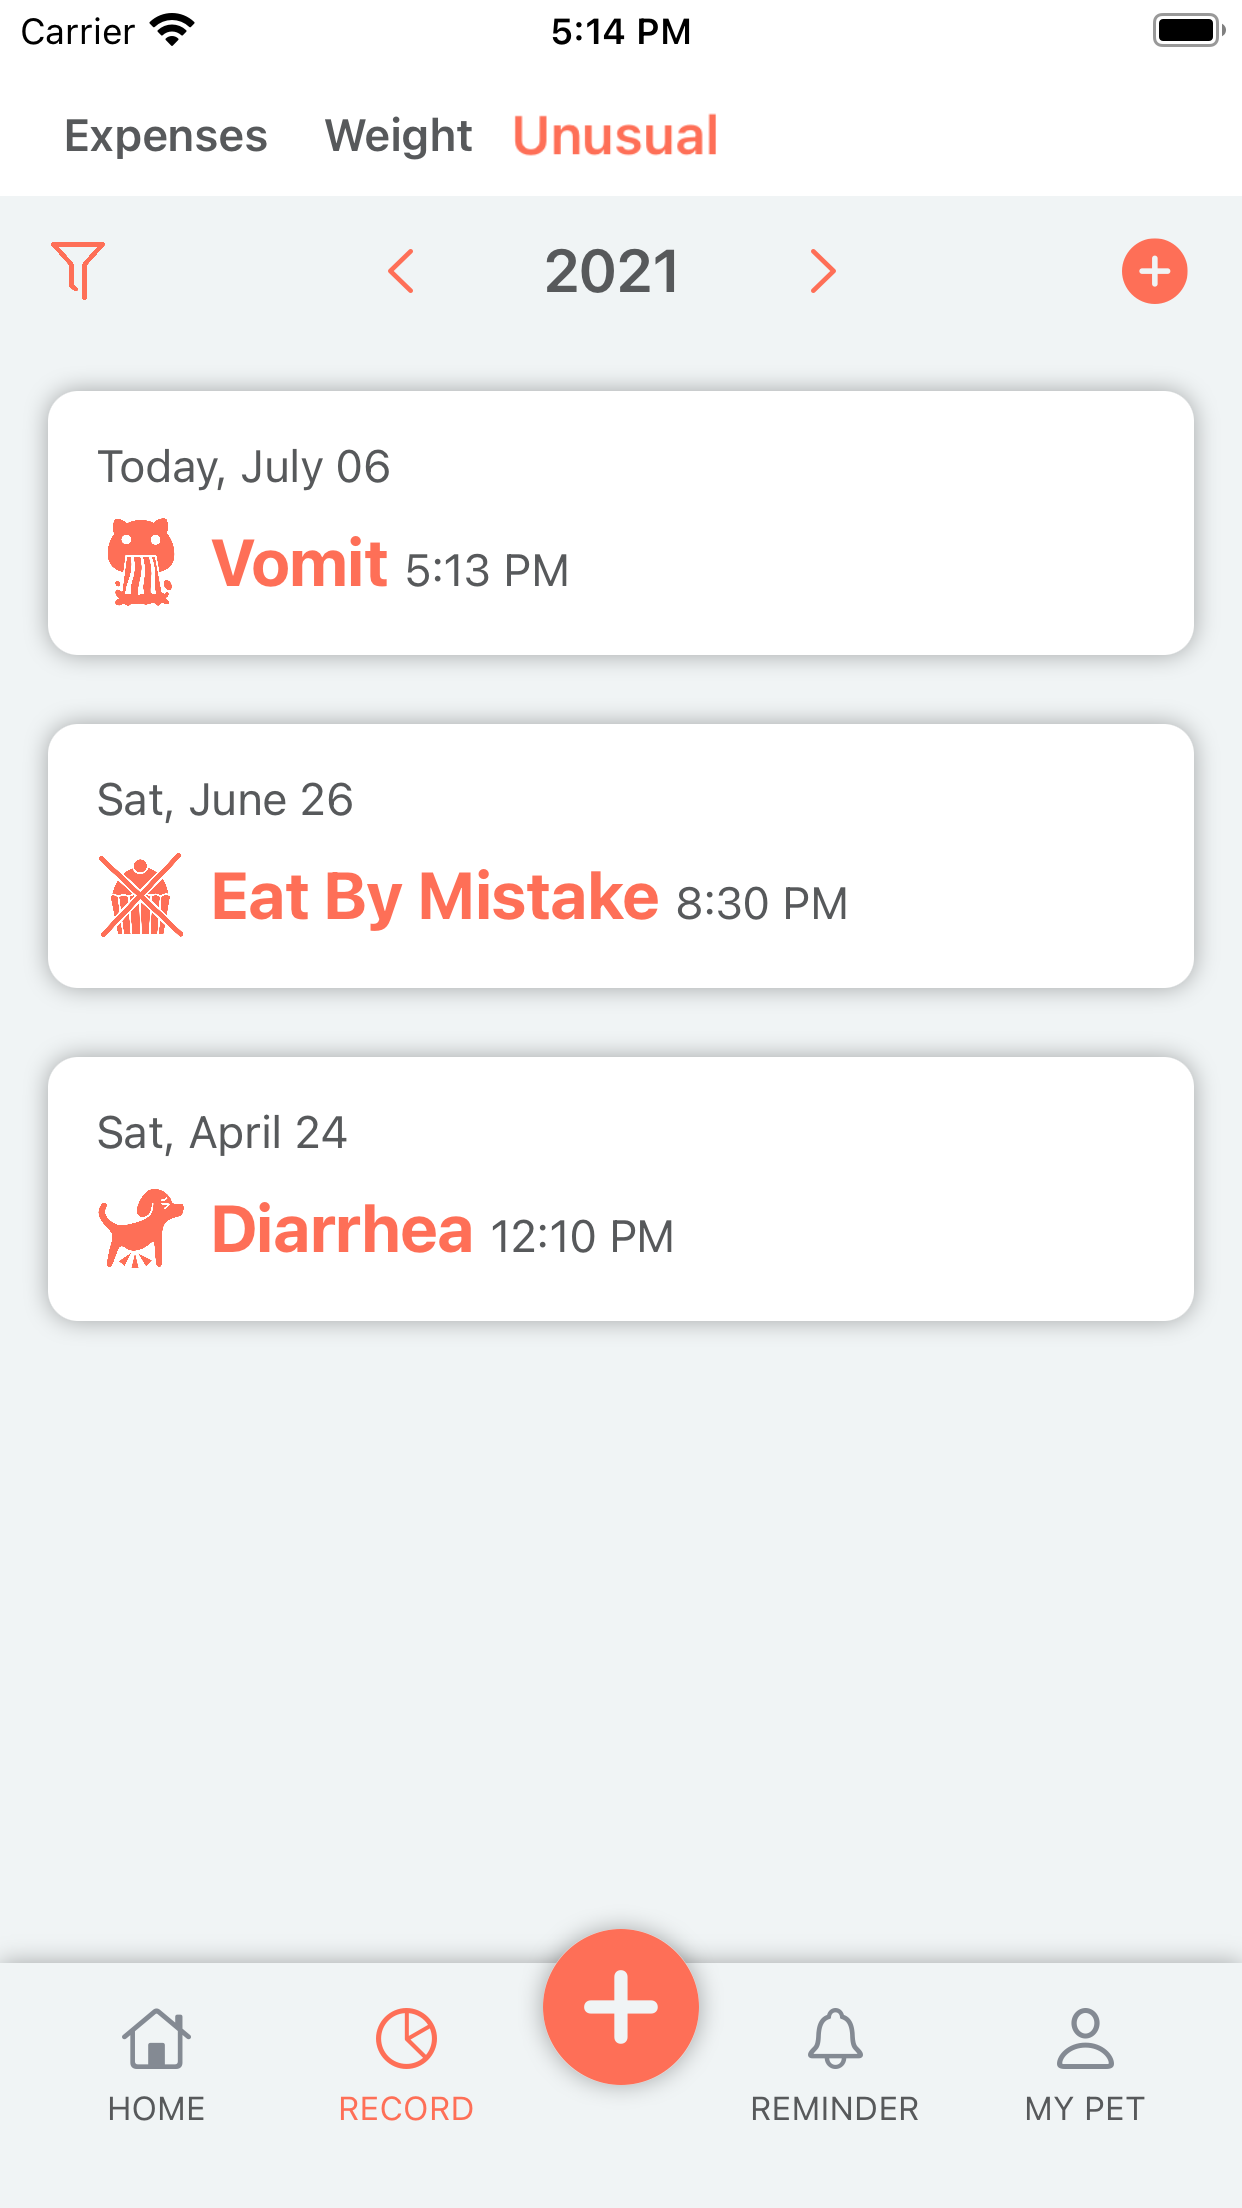 Carrier 5:14 PM
Expenses Weight Unusual
2021
Today, July 06
Vomit 5:13 PM
Sat, June 26
Eat By Mistake 8:30 PM
Sat, April 24
Diarrhea 12:10 PM
HOME RECORD REMINDER MY PET